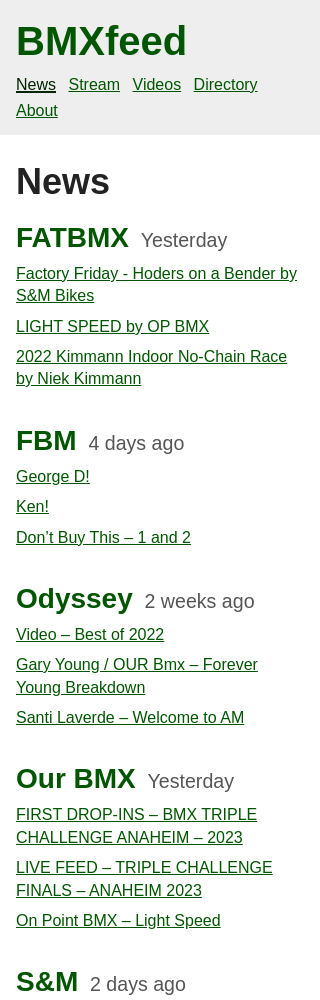 BMXfeed
News Stream Videos Directory
About
News
FATBMX Yesterday
Factory Friday - Hoders on a Bender by
S&M Bikes
LIGHT SPEED by OP BMX
2022 Kimmann Indoor No-Chain Race
by Niek Kimmann
FBM 4 days ago
George D!
Ken!
Don’t Buy This – 1 and 2
Odyssey 2 weeks ago
Video – Best of 2022
Gary Young / OUR Bmx – Forever
Young Breakdown
Santi Laverde – Welcome to AM
Our BMX Yesterday
FIRST DROP-INS – BMX TRIPLE
CHALLENGE ANAHEIM – 2023
LIVE FEED – TRIPLE CHALLENGE
FINALS – ANAHEIM 2023
On Point BMX – Light Speed
S&M 2 days ago